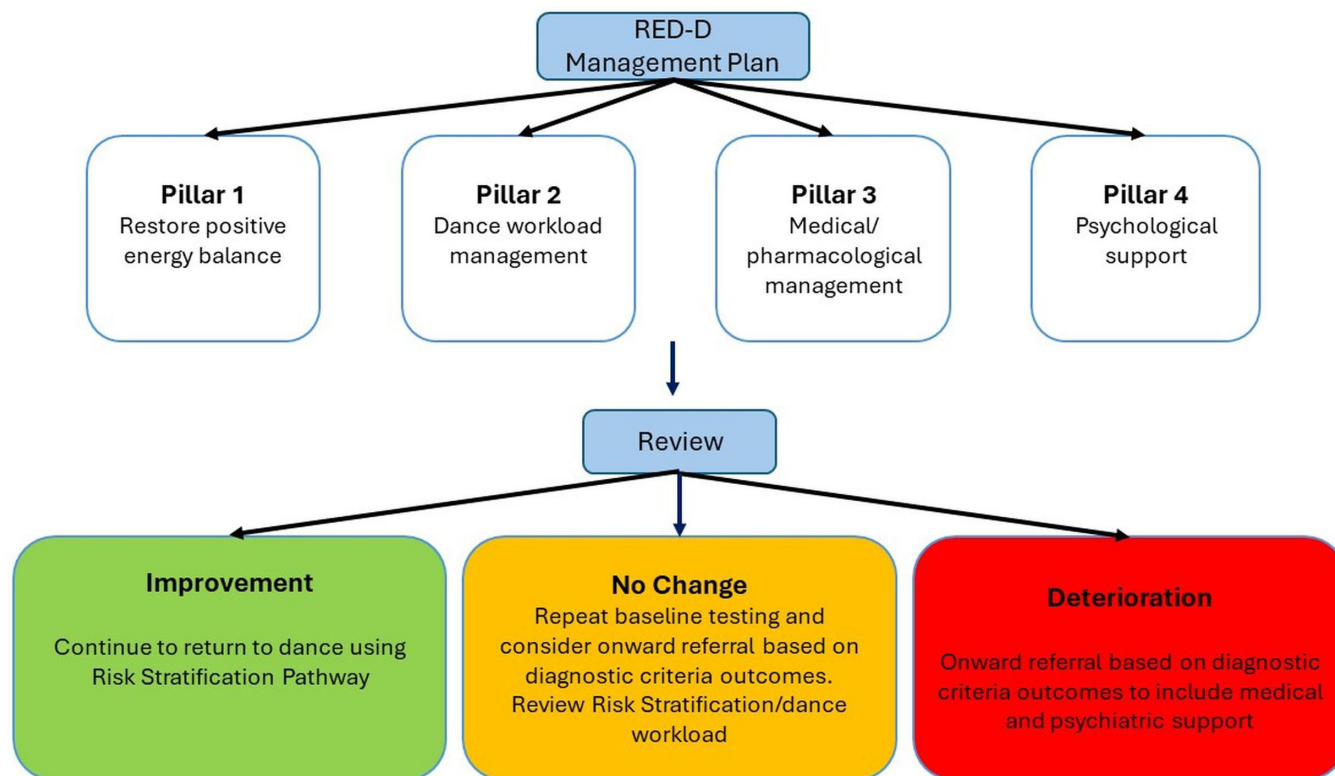 RED-D
Management Plan
Pillar 1
Restore positive
energy balance
Pillar 2
Dance workload
management
Pillar 3
Medical/
pharmacological
management
Pillar 4
Psychological
support
Review
Improvement
Continue to return to dance using
Risk Stratification Pathway
No Change
Repeat baseline testing and
consider onward referral based on
diagnostic criteria outcomes.
Review Risk Stratification/dance
workload
Deterioration
Onward referral based on diagnostic
criteria outcomes to include medical
and psychiatric support